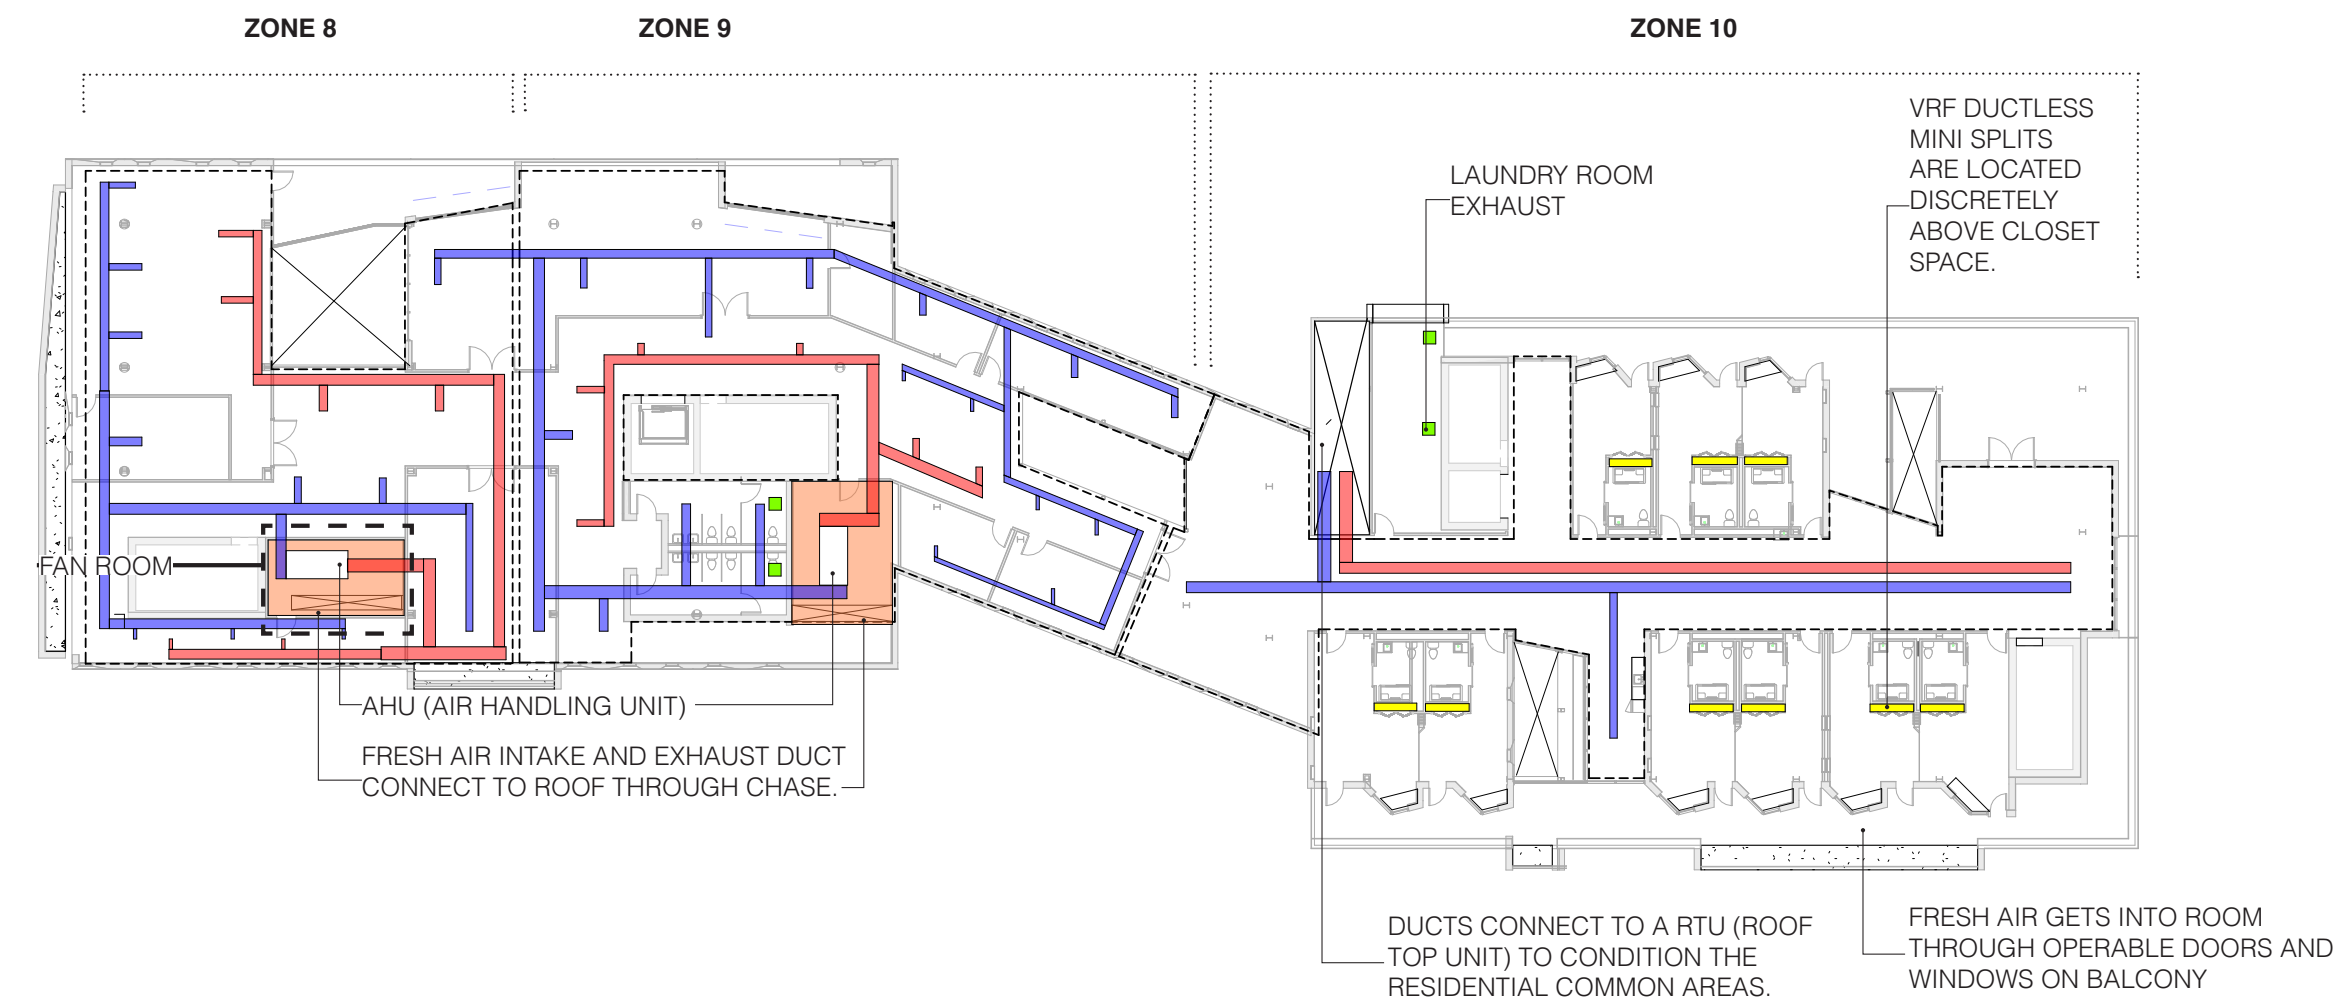 ZONE 8
ZONE 9
ZONE 10
VRF DUCTLESS
MINI SPLITS
ARE LOCATED
DISCRETELY
ABOVE CLOSET
SPACE.
LAUNDRY ROOM
EXHAUST
FAN ROOM
AHU (AIR HANDLING UNIT)
FRESH AIR INTAKE AND EXHAUST DUCT
CONNECT TO ROOF THROUGH CHASE.
DUCTS CONNECT TO A RTU (ROOF
TOP UNIT) TO CONDITION THE
RESIDENTIAL COMMON AREAS.
FRESH AIR GETS INTO ROOM
THROUGH OPERABLE DOORS AND
WINDOWS ON BALCONY